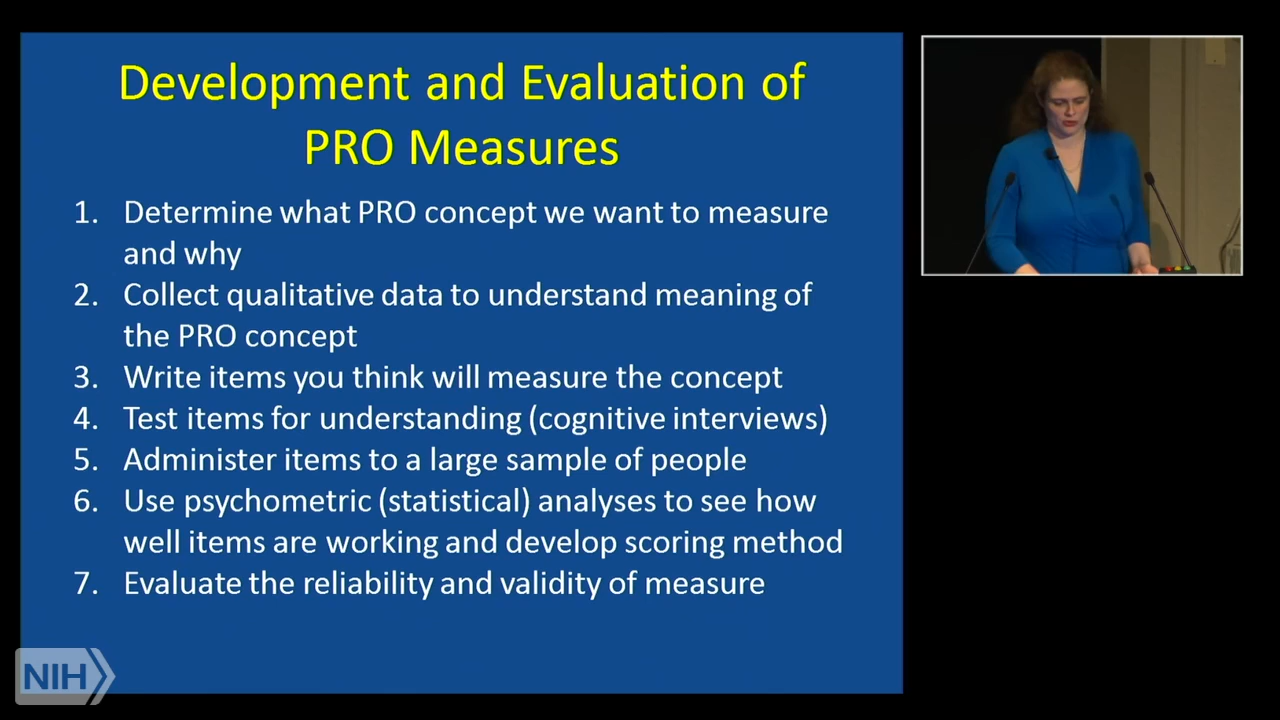 Development and Evaluation of
PRO Measures
1. Determine what PRO concept we want to measure
and why
2. Collect qualitative data to understand meaning of
the PRO concept
3. Write items you think will measure the concept
4. Test items for understanding (cognitive interviews)
5. Administer items to a large sample of people
6. Use psychometric (statistical) analyses to see how
well items are working and develop scoring method
7. Evaluate the reliability and validity of measure
NIH